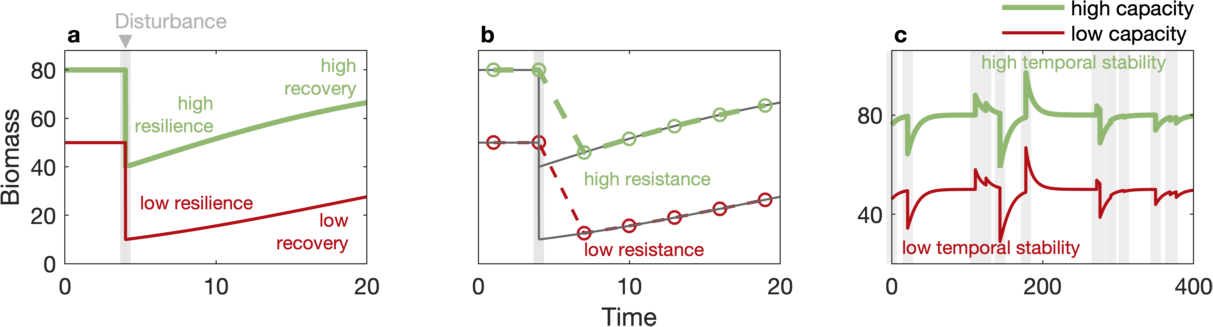 high capacity
low capacity
Disturbance
a
b
c
Biomass
80
60
40
20
0
high
recovery
high
resilience
low resilience
low
recovery
0
10
20
high resistance
low resistance
0
10
20
Time
high temporal stability
80
40
low temporal stability
0
200
400